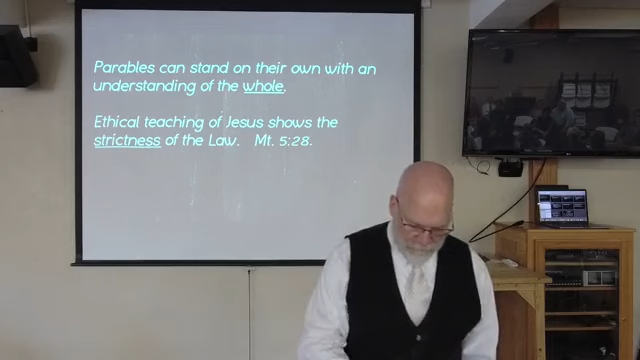 Parables can stand on their own with an
understanding of the whole.
Ethical teaching of Jesus shows the
strictness of the Law. Mt. 5:28.